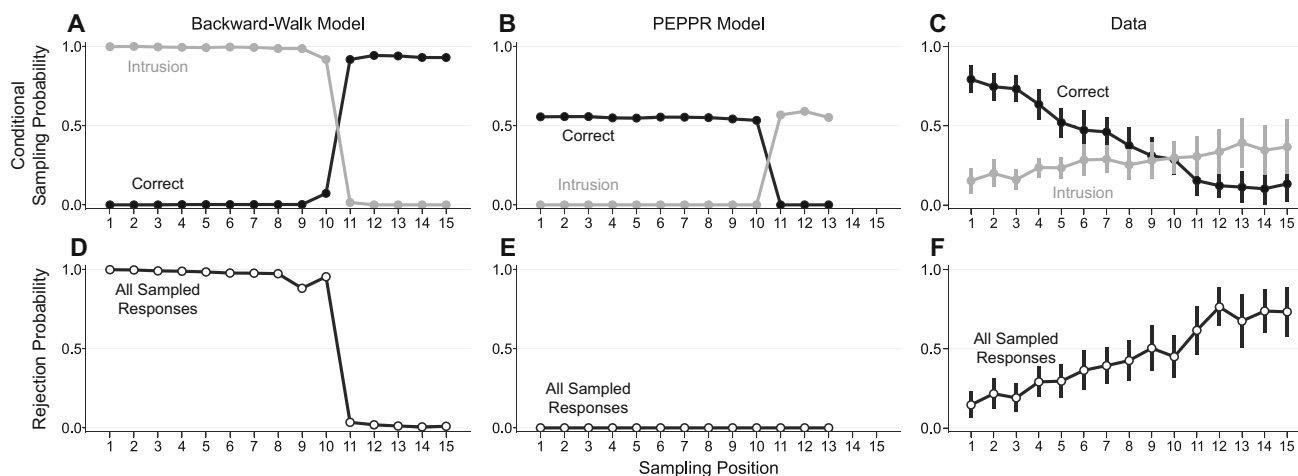 A Backward-Walk Model
B PEPPR Model
C Data
Conditional
Sampling Probability
1.0
0.5
0.0
Intrusion
Correct
1 2 3 4 5 6 7 8 9 10 11 12 13 14 15
1.0
0.5
0.0
Correct
Intrusion
1 2 3 4 5 6 7 8 9 10 11 12 13 14 15
1.0
0.5
0.0
Correct
Intrusion
1 2 3 4 5 6 7 8 9 10 11 12 13 14 15
D
E
F
Rejection Probability
1.0
0.5
0.0
All Sampled
Responses
1 2 3 4 5 6 7 8 9 10 11 12 13 14 15
1.0
0.5
0.0
All Sampled
Responses
1 2 3 4 5 6 7 8 9 10 11 12 13 14 15
Sampling Position
1.0
0.5
0.0
All Sampled
Responses
1 2 3 4 5 6 7 8 9 10 11 12 13 14 15